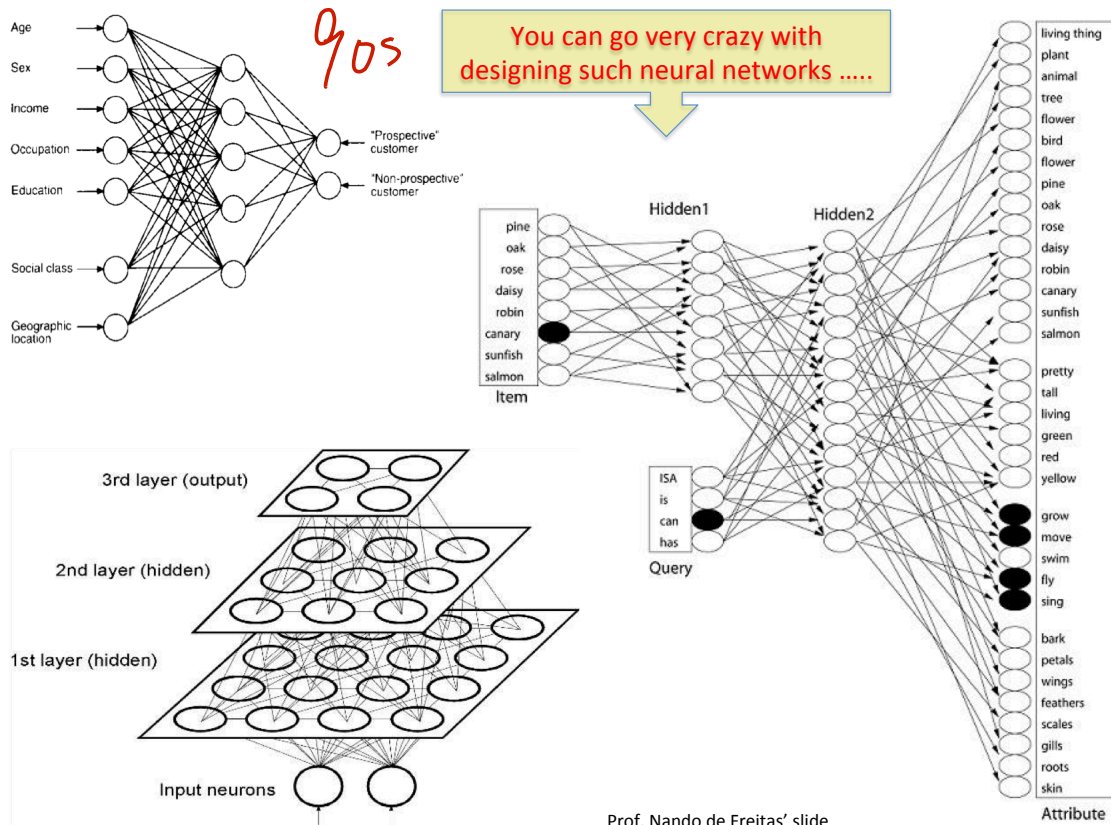 Age
Sex
Income
Occupation
Education
Social class
Geographic
location
"Prospective"
customer
"Non-prospective"
customer
90s
You can go very crazy with
designing such neural networks .....
Hidden1
Hidden2
pine
oak
rose
daisy
robin
canary
sunfish
salmon
Item
ISA
is
can
has
Query
living thing
plant
animal
tree
flower
bird
flower
pine
oak
rose
daisy
robin
canary
sunfish
salmon
pretty
tall
living
green
red
yellow
grow
move
swim
fly
sing
bark
petals
wings
feathers
scales
gills
roots
skin
Attribute
3rd layer (output)
2nd layer (hidden)
1st layer (hidden)
Input neurons
Prof. Nando de Freitas' slide